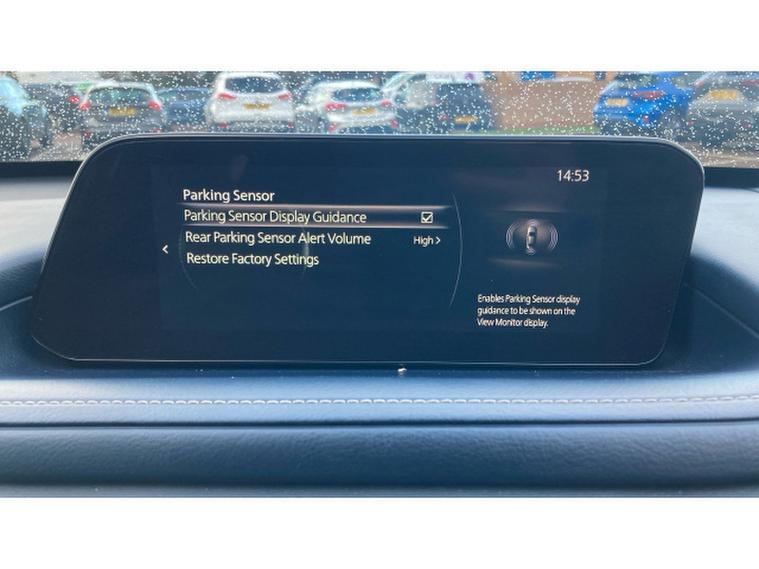 14:53
Parking Sensor
Parking Sensor Display Guidance
Rear Parking Sensor Alert Volume High
Restore Factory Settings
Enables Parking Sensor display
guidance to be shown on the
View Monitor display.